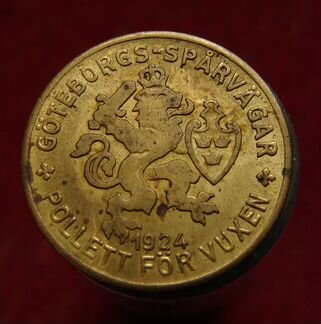 GÖTEBORGS-SPÅRVÄGAR
1924
POLLETT FÖR VUXEN